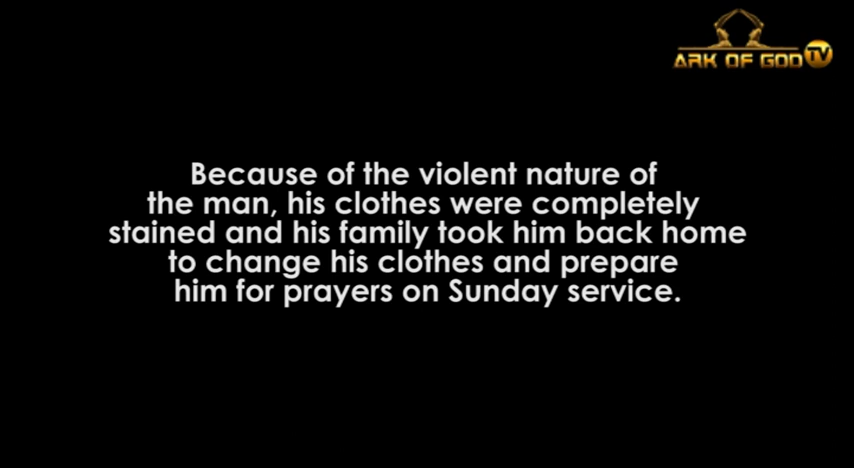 ARK OF GOD TV
Because of the violent nature of
the man, his clothes were completely
stained and his family took him back home
to change his clothes and prepare
him for prayers on Sunday service.